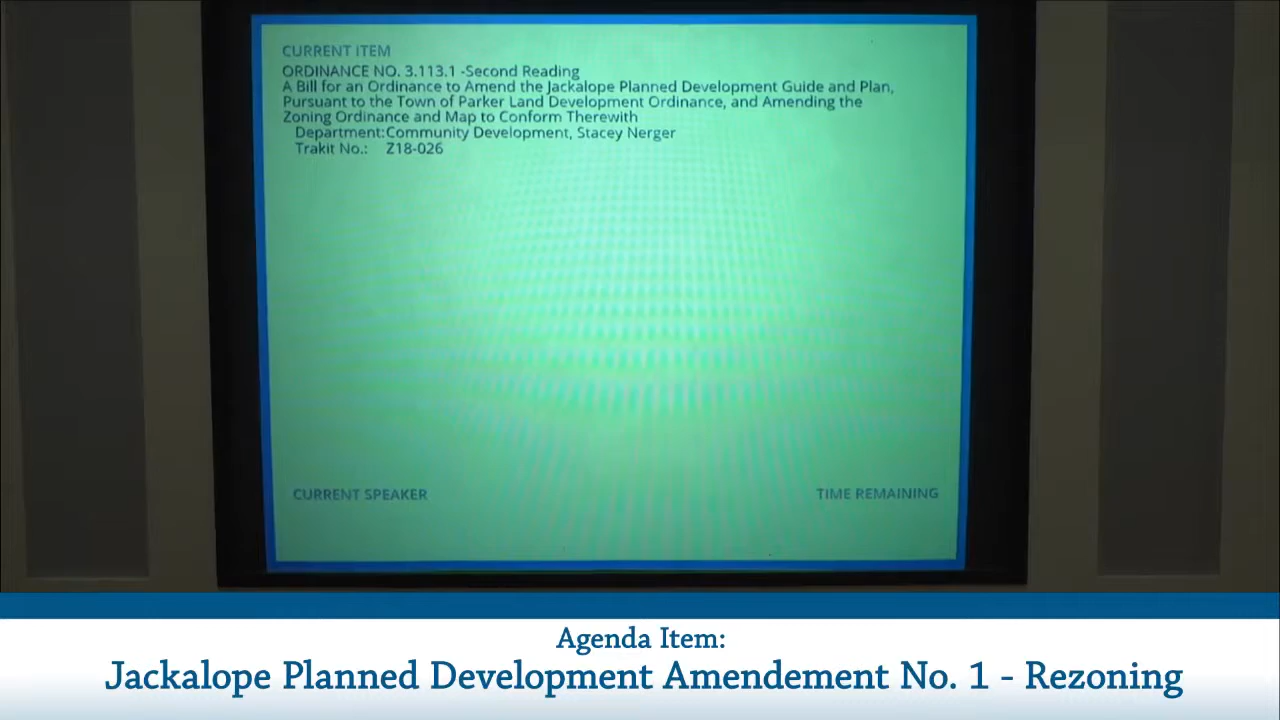 CURRENT ITEM
ORDINANCE NO. 3.113.1 -Second Reading
A Bill for an Ordinance to Amend the Jackalope Planned Development Guide and Plan,
Pursuant to the Town of Parker Land Development Ordinance, and Amending the
Zoning Ordinance and Map to Conform Therewith
Department:Community Development, Stacey Nerger
Trakit No.: Z18-026
CURRENT SPEAKER TIME REMAINING
Agenda Item:
Jackalope Planned Development Amendement No. 1 - Rezoning